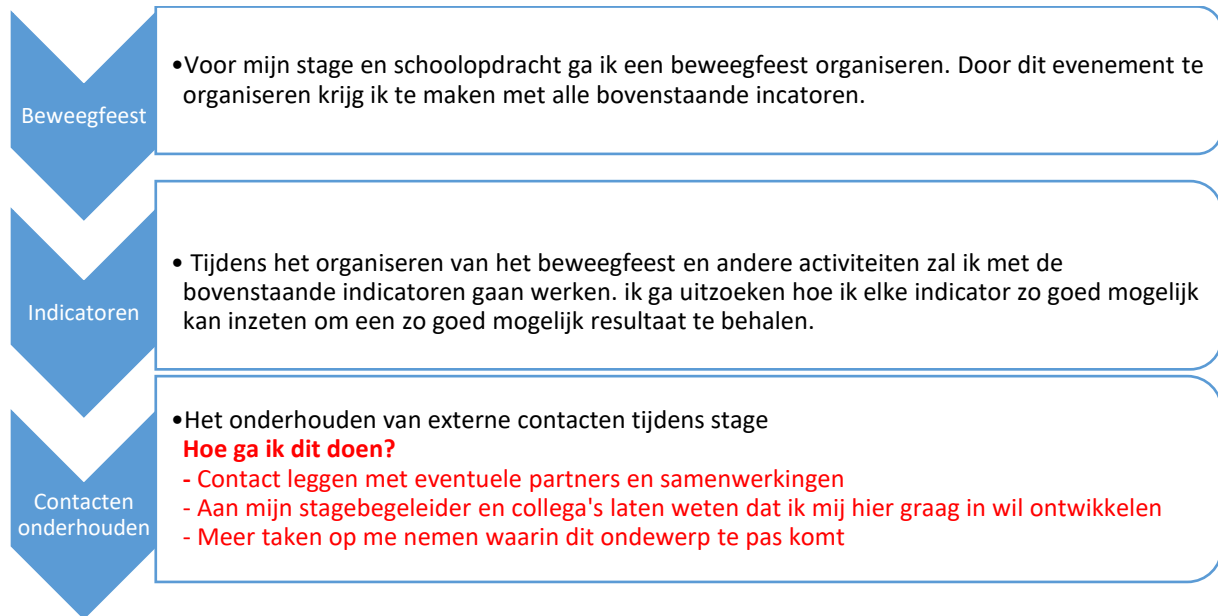 Beweegfeest
•Voor mijn stage en schoolopdracht ga ik een beweegfeest organiseren. Door dit evenement te
organiseren krijg ik te maken met alle bovenstaande incatoren.
Indicatoren
• Tijdens het organiseren van het beweegfeest en andere activiteiten zal ik met de
bovenstaande indicatoren gaan werken. ik ga uitzoeken hoe ik elke indicator zo goed mogelijk
kan inzeten om een zo goed mogelijk resultaat te behalen.
Contacten
onderhouden
•Het onderhouden van externe contacten tijdens stage
Hoe ga ik dit doen?
- Contact leggen met eventuele partners en samenwerkingen
- Aan mijn stagebegeleider en collega's laten weten dat ik mij hier graag in wil ontwikkelen
- Meer taken op me nemen waarin dit ondewerp te pas komt